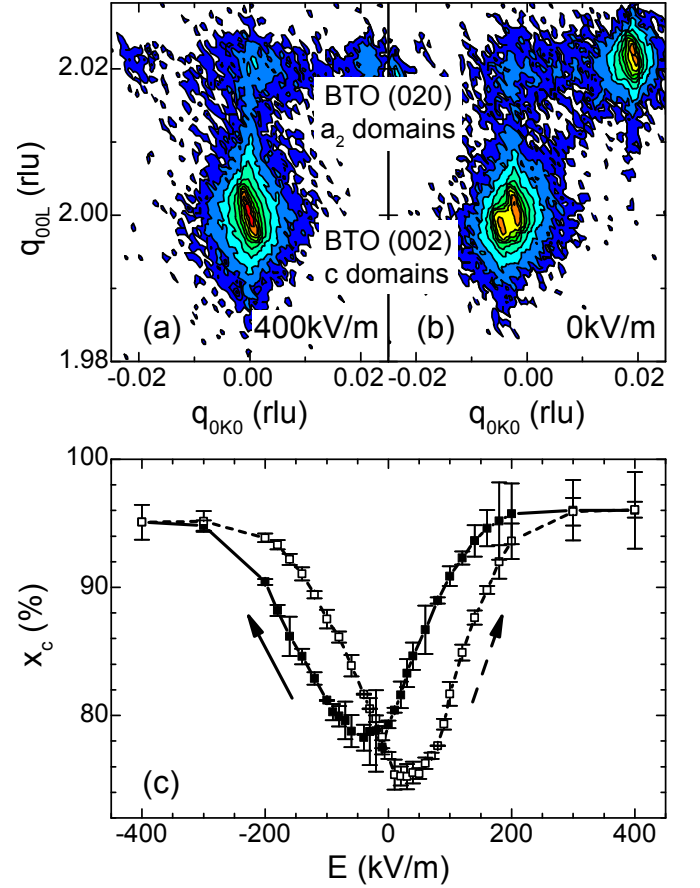 2.02
2.00
1.98
q00L (rlu)
BTO (020)
a2 domains
BTO (002)
c domains
(a)
400kV/m
(b)
0kV/m
-0.02
0.00
0.02
-0.02
0.00
0.02
q0K0 (rlu)
q0K0 (rlu)
100
90
80
xc (%)
(c)
-400
-200
0
200
400
E (kV/m)